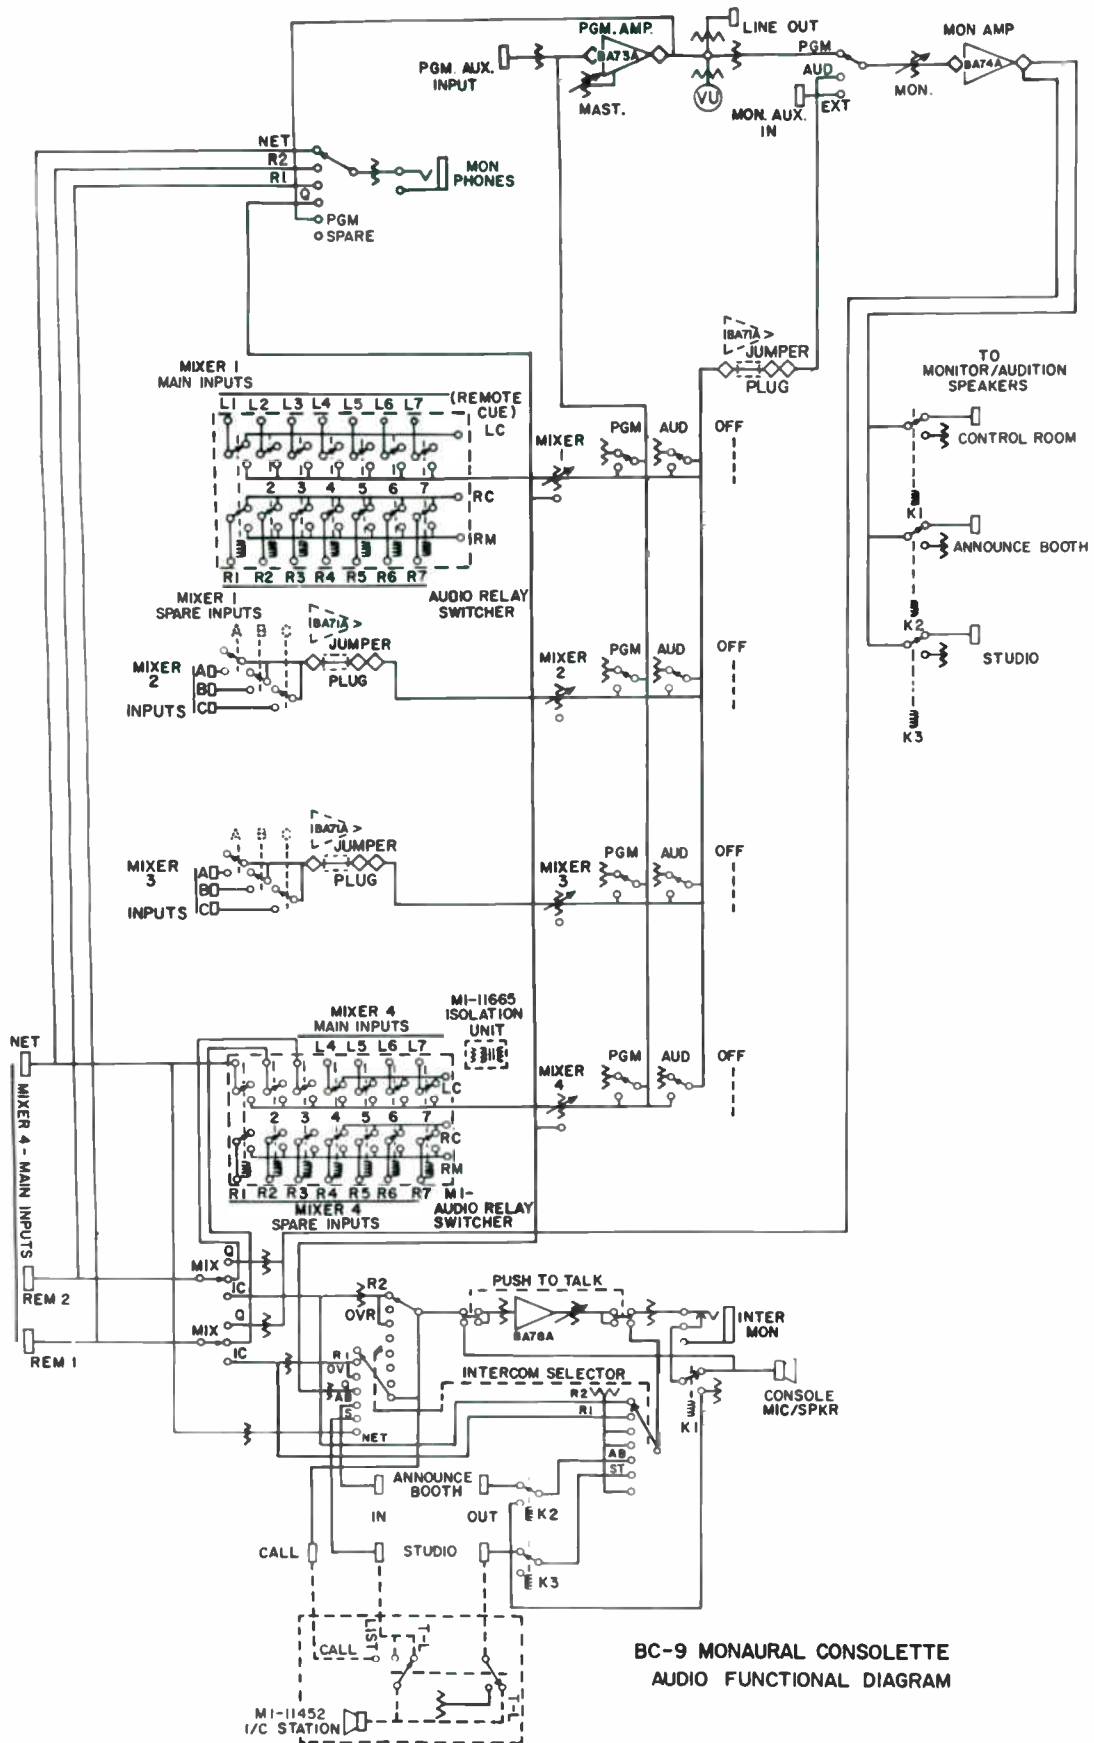 PGM. AMP.
LINE OUT
MON AMP
PGM
BA73A
BA74A
PGM. AUX.
INPUT
AUD
VU
MAST.
MON. AUX.
IN
EXT
MON.
NET
R2
R1
Q
MON
PHONES
PGM
SPARE
BA71A
JUMPER
PLUG
TO
MONITOR/AUDITION
SPEAKERS
MIXER 1
MAIN INPUTS
L1 L2 L3 L4 L5 L6 L7
(REMOTE
CUE)
LC
MIXER
1
PGM AUD OFF
CONTROL ROOM
2 3 4 5 6 7
RC
K1
RM
ANNOUNCE BOOTH
R1 R2 R3 R4 R5 R6 R7
MIXER 1
SPARE INPUTS
AUDIO RELAY
SWITCHER
K2
A B C
BA71A
JUMPER
PLUG
MIXER
2
INPUTS
A
B
C
MIXER
2
PGM AUD OFF
STUDIO
K3
A B C
BA71A
JUMPER
PLUG
MIXER
3
INPUTS
A
B
C
MIXER
3
PGM AUD OFF
MIXER 4
MAIN INPUTS
MI-11665
ISOLATION
UNIT
NET
L4 L5 L6 L7
LC
MIXER
4
PGM AUD OFF
2 3 4 5 6 7
RC
RM
MIXER 4 - MAIN INPUTS
R1 R2 R3 R4 R5 R6 R7
MI-
AUDIO RELAY
SWITCHER
MIXER 4
SPARE INPUTS
Q
MIX
IC
REM 2
Q
MIX
IC
REM 1
R2
OVR
PUSH TO TALK
BA78A
INTER
MON
R1
OV
AB
S
NET
INTERCOM SELECTOR
R2
R1
AB
ST
CONSOLE
MIC/SPKR
K1
ANNOUNCE
BOOTH
IN
OUT
K2
CALL
STUDIO
K3
CALL
LIST
T-L
T-L
MI-11452
I/C STATION
BC-9 MONAURAL CONSOLETTE
AUDIO FUNCTIONAL DIAGRAM